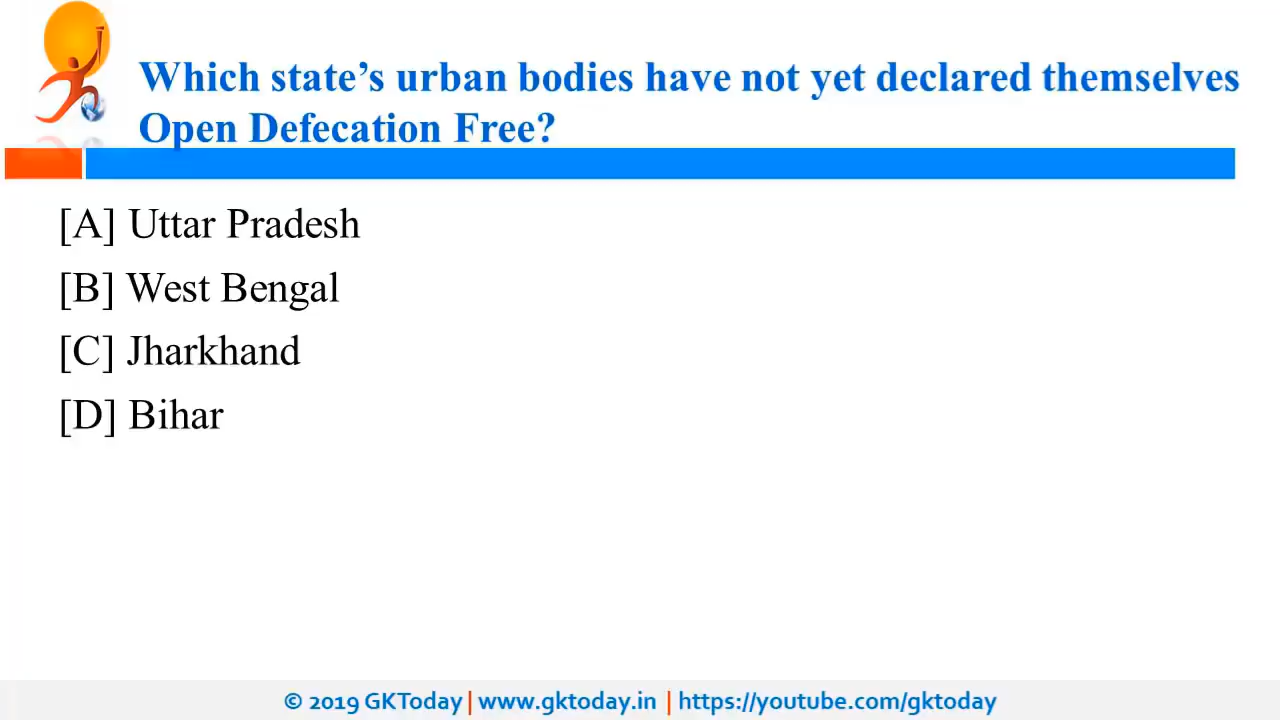 Which state’s urban bodies have not yet declared themselves
Open Defecation Free?
[A] Uttar Pradesh
[B] West Bengal
[C] Jharkhand
[D] Bihar
© 2019 GKToday | www.gktoday.in | https://youtube.com/gktoday